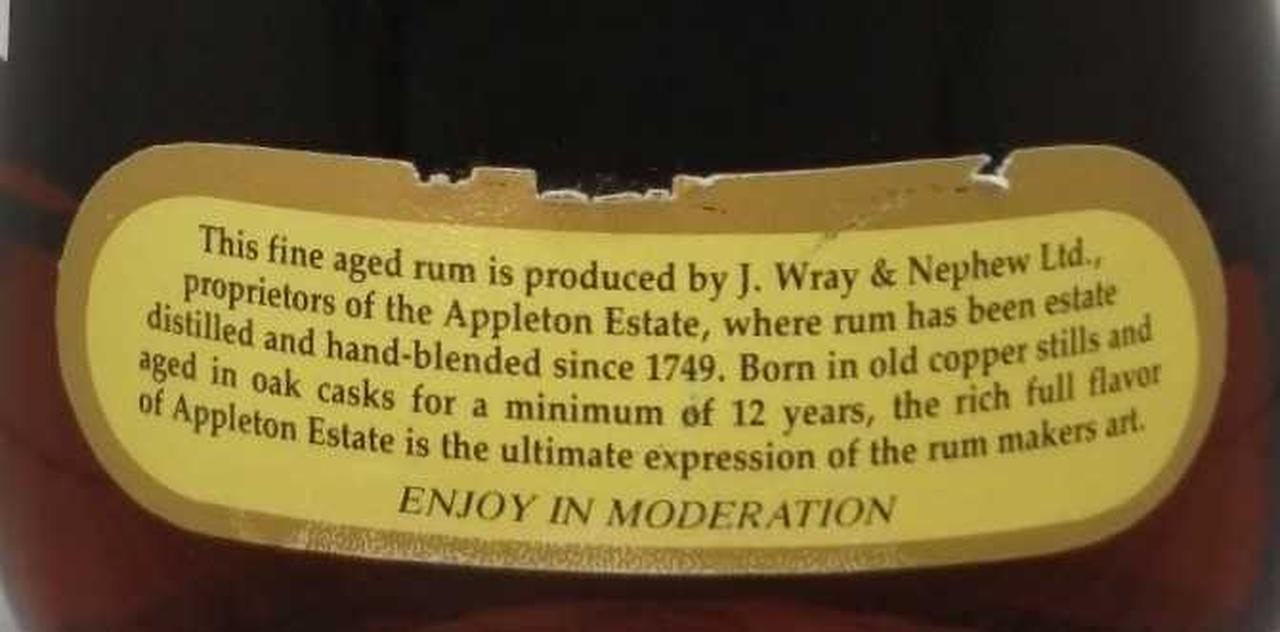 This fine aged rum is produced by J. Wray & Nephew Ltd.,
proprietors of the Appleton Estate, where rum has been estate
distilled and hand-blended since 1749. Born in old copper stills and
aged in oak casks for a minimum of 12 years, the rich full flavor
of Appleton Estate is the ultimate expression of the rum makers art.
ENJOY IN MODERATION